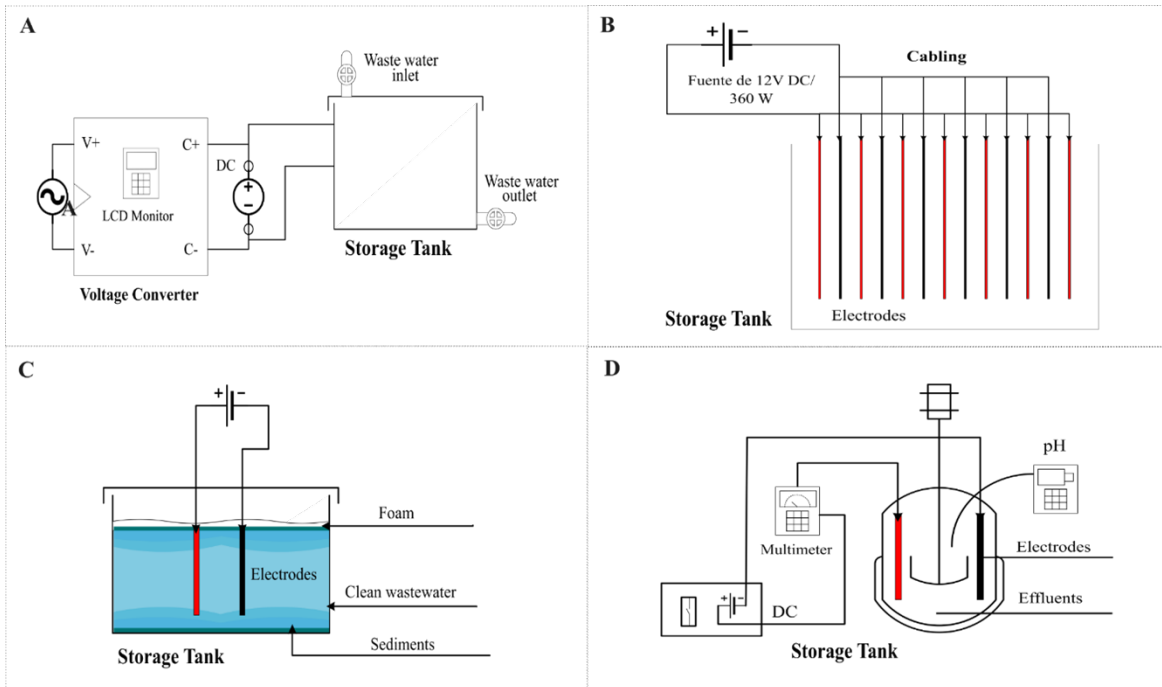 A
Waste water
inlet
V+
C+
DC
A
LCD Monitor
V-
C-
Waste water
outlet
Storage Tank
Voltage Converter
B
+ −
Cabling
Fuente de 12V DC/
360 W
Storage Tank
Electrodes
C
+ −
Foam
Electrodes
Clean wastewater
Sediments
Storage Tank
D
pH
Multimeter
Electrodes
+ −
DC
Effluents
Storage Tank